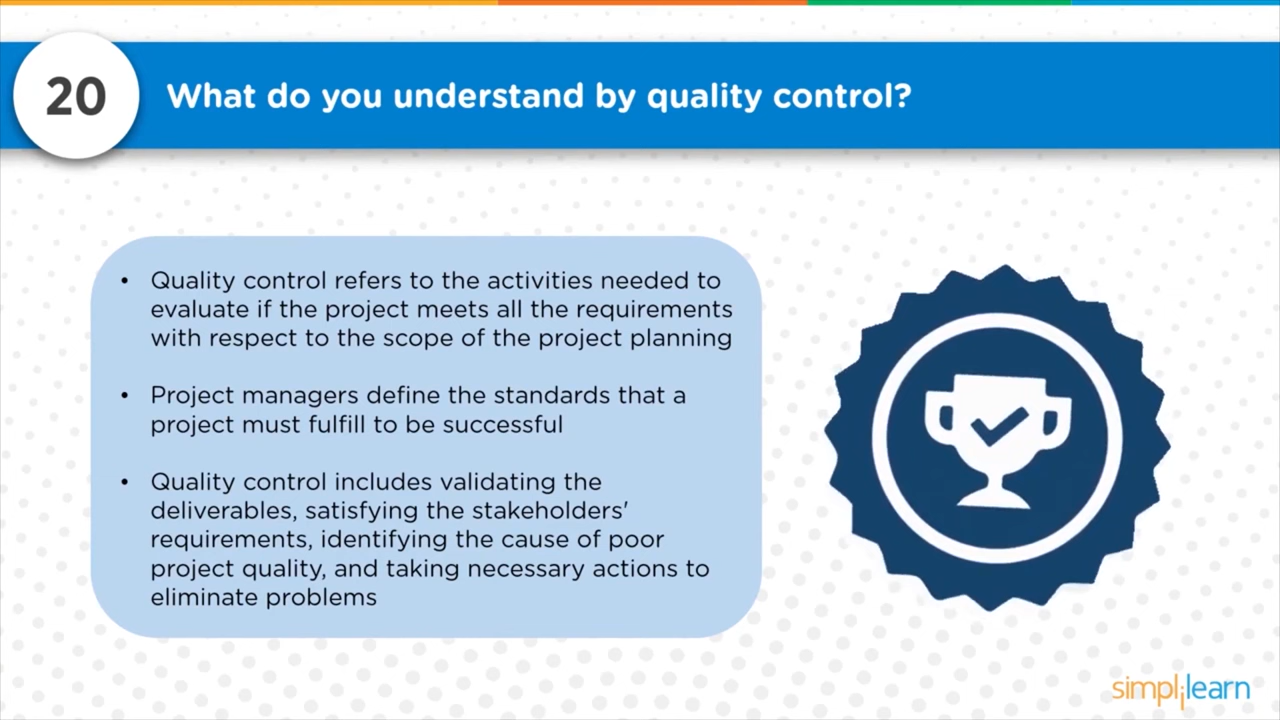 20
What do you understand by quality control?
• Quality control refers to the activities needed to
evaluate if the project meets all the requirements
with respect to the scope of the project planning
• Project managers define the standards that a
project must fulfill to be successful
• Quality control includes validating the
deliverables, satisfying the stakeholders'
requirements, identifying the cause of poor
project quality, and taking necessary actions to
eliminate problems
simplilearn